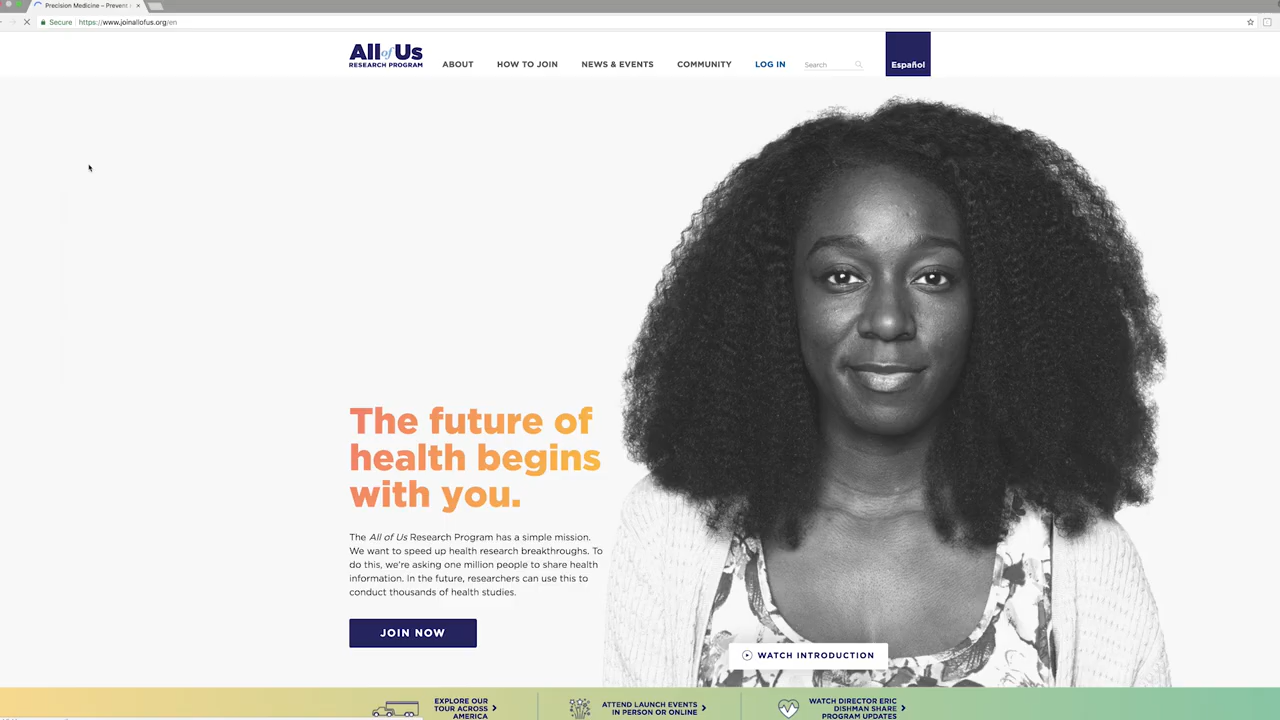 Precision Medicine – Prevent
Secure
https://www.joinallofus.org/en
All of Us
RESEARCH PROGRAM
ABOUT
HOW TO JOIN
NEWS & EVENTS
COMMUNITY
LOG IN
Search
Español
The future of
health begins
with you.
The All of Us Research Program has a simple mission.
We want to speed up health research breakthroughs. To
do this, we're asking one million people to share health
information. In the future, researchers can use this to
conduct thousands of health studies.
JOIN NOW
WATCH INTRODUCTION
EXPLORE OUR
TOUR ACROSS
AMERICA
ATTEND LAUNCH EVENTS
IN PERSON OR ONLINE
WATCH DIRECTOR ERIC
DISHMAN SHARE
PROGRAM UPDATES